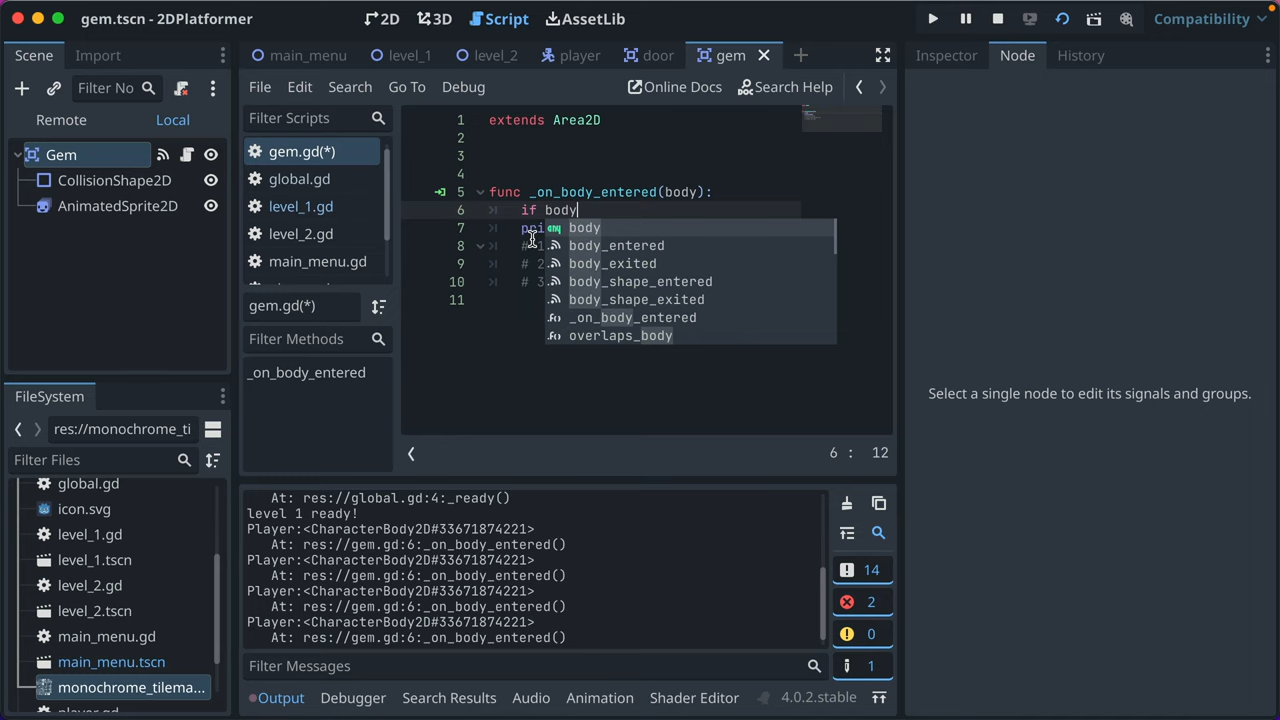 gem.tscn - 2DPlatformer
2D
3D
Script
AssetLib
Compatibility
Scene
Import
main_menu
level_1
level_2
player
door
gem
Inspector
Node
History
Filter No
File
Edit
Search
Go To
Debug
Online Docs
Search Help
Remote
Local
Filter Scripts
Gem
CollisionShape2D
AnimatedSprite2D
gem.gd(*)
global.gd
level_1.gd
level_2.gd
main_menu.gd
gem.gd(*)
Filter Methods
_on_body_entered
1 extends Area2D
2
3
4
5 func _on_body_entered(body):
6 if body
7
8 # 1
9 # 2
10 # 3
11
body
body_entered
body_exited
body_shape_entered
body_shape_exited
_on_body_entered
overlaps_body
6 : 12
Select a single node to edit its signals and groups.
FileSystem
res://monochrome_ti
Filter Files
global.gd
icon.svg
level_1.gd
level_1.tscn
level_2.gd
level_2.tscn
main_menu.gd
main_menu.tscn
monochrome_tilema...
At: res://global.gd:4:_ready()
level 1 ready!
Player:<CharacterBody2D#33671874221>
At: res://gem.gd:6:_on_body_entered()
Player:<CharacterBody2D#33671874221>
At: res://gem.gd:6:_on_body_entered()
Player:<CharacterBody2D#33671874221>
At: res://gem.gd:6:_on_body_entered()
Player:<CharacterBody2D#33671874221>
At: res://gem.gd:6:_on_body_entered()
14
2
0
1
Filter Messages
Output
Debugger
Search Results
Audio
Animation
Shader Editor
4.0.2.stable